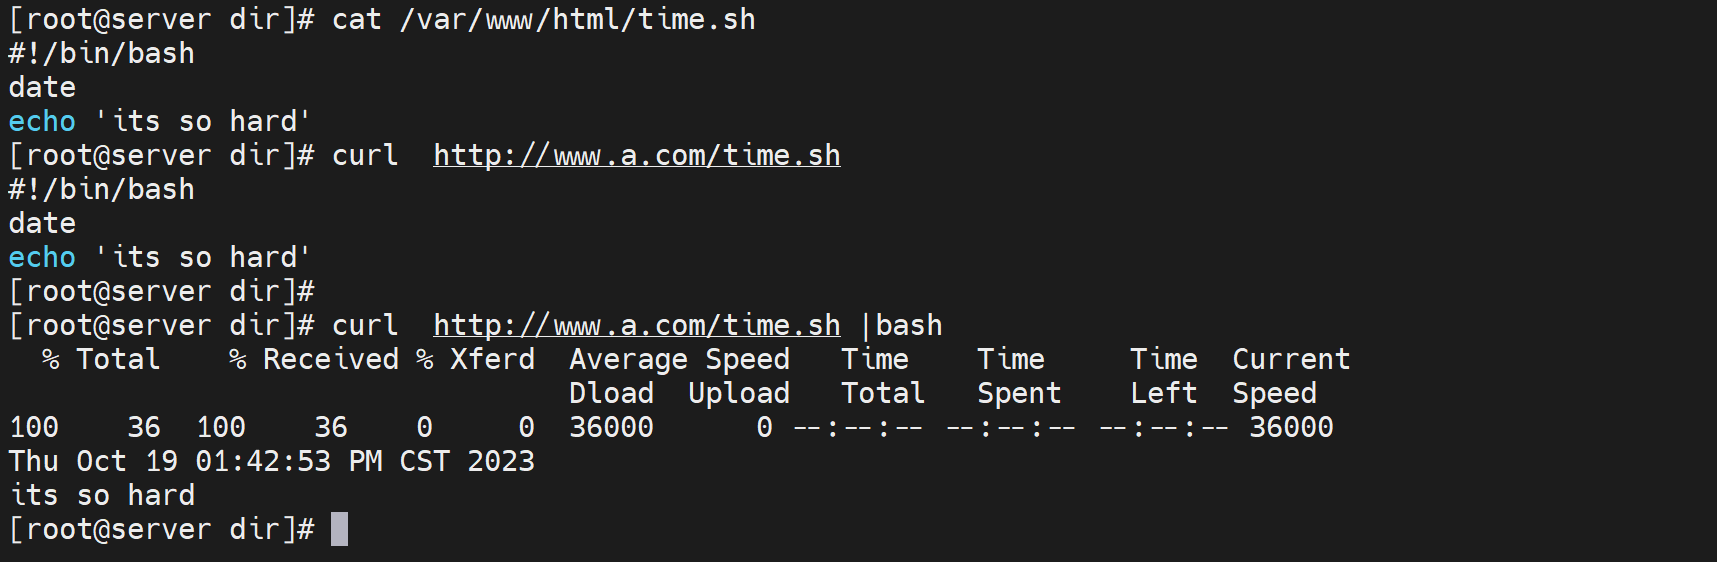 [root@server dir]# cat /var/www/html/time.sh
#!/bin/bash
date
echo 'its so hard'
[root@server dir]# curl  http://www.a.com/time.sh
#!/bin/bash
date
echo 'its so hard'
[root@server dir]#
[root@server dir]# curl  http://www.a.com/time.sh |bash
  % Total    % Received % Xferd  Average Speed   Time    Time     Time  Current
                                 Dload  Upload   Total   Spent    Left  Speed
100    36  100    36    0     0  36000      0 --:--:-- --:--:-- --:--:-- 36000
Thu Oct 19 01:42:53 PM CST 2023
its so hard
[root@server dir]#